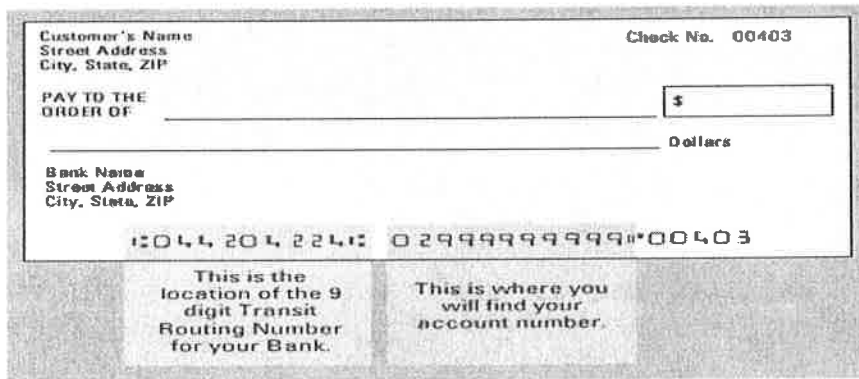 Customer's Name
Street Address
City, State, ZIP
Check No. 00403
PAY TO THE
ORDER OF
$
Dollars
Bank Name
Street Address
City, State, ZIP
⑆044204224⑆ 029999999999⑈00403
This is the
location of the 9
digit Transit
Routing Number
for your Bank.
This is where you
will find your
account number.